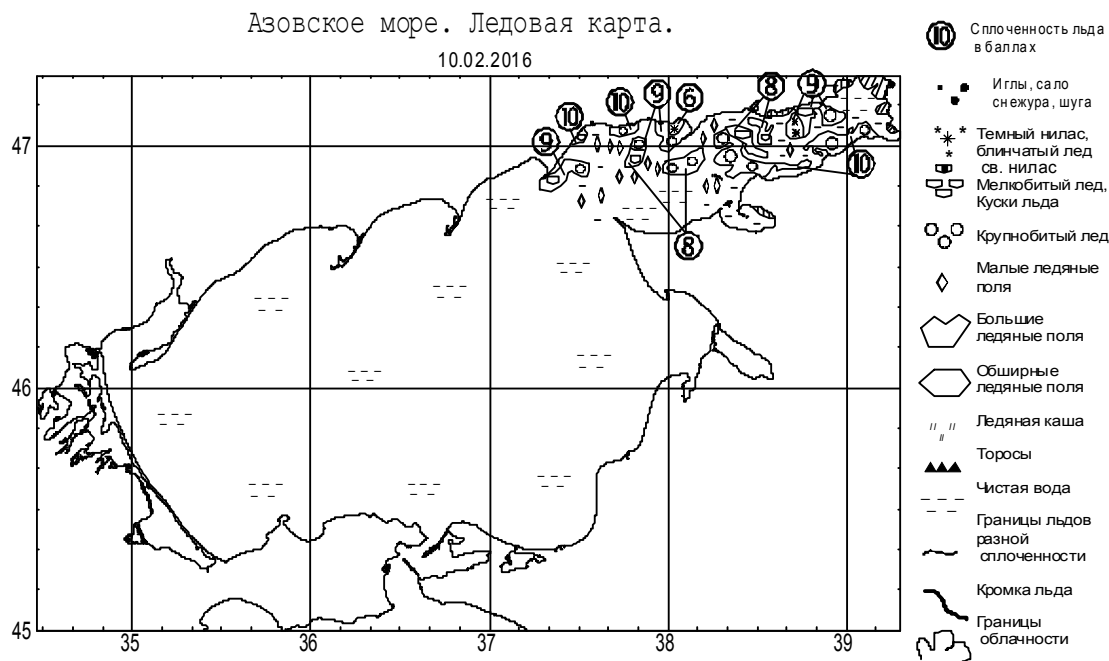 Азовское море. Ледовая карта.
10.02.2016
10
Сплоченность льда
в баллах
Иглы, сало
снежура, шуга
Темный нилас,
блинчатый лед
св. нилас
Мелкобитый лед,
Куски льда
Крупнобитый лед
Малые ледяные
поля
Большие
ледяные поля
Обширные
ледяные поля
Ледяная каша
Торосы
Чистая вода
Границы льдов
разной
сплоченности
Кромка льда
Границы
облачности
9
10
10
9
6
8
9
10
8
47
46
45
35
36
37
38
39